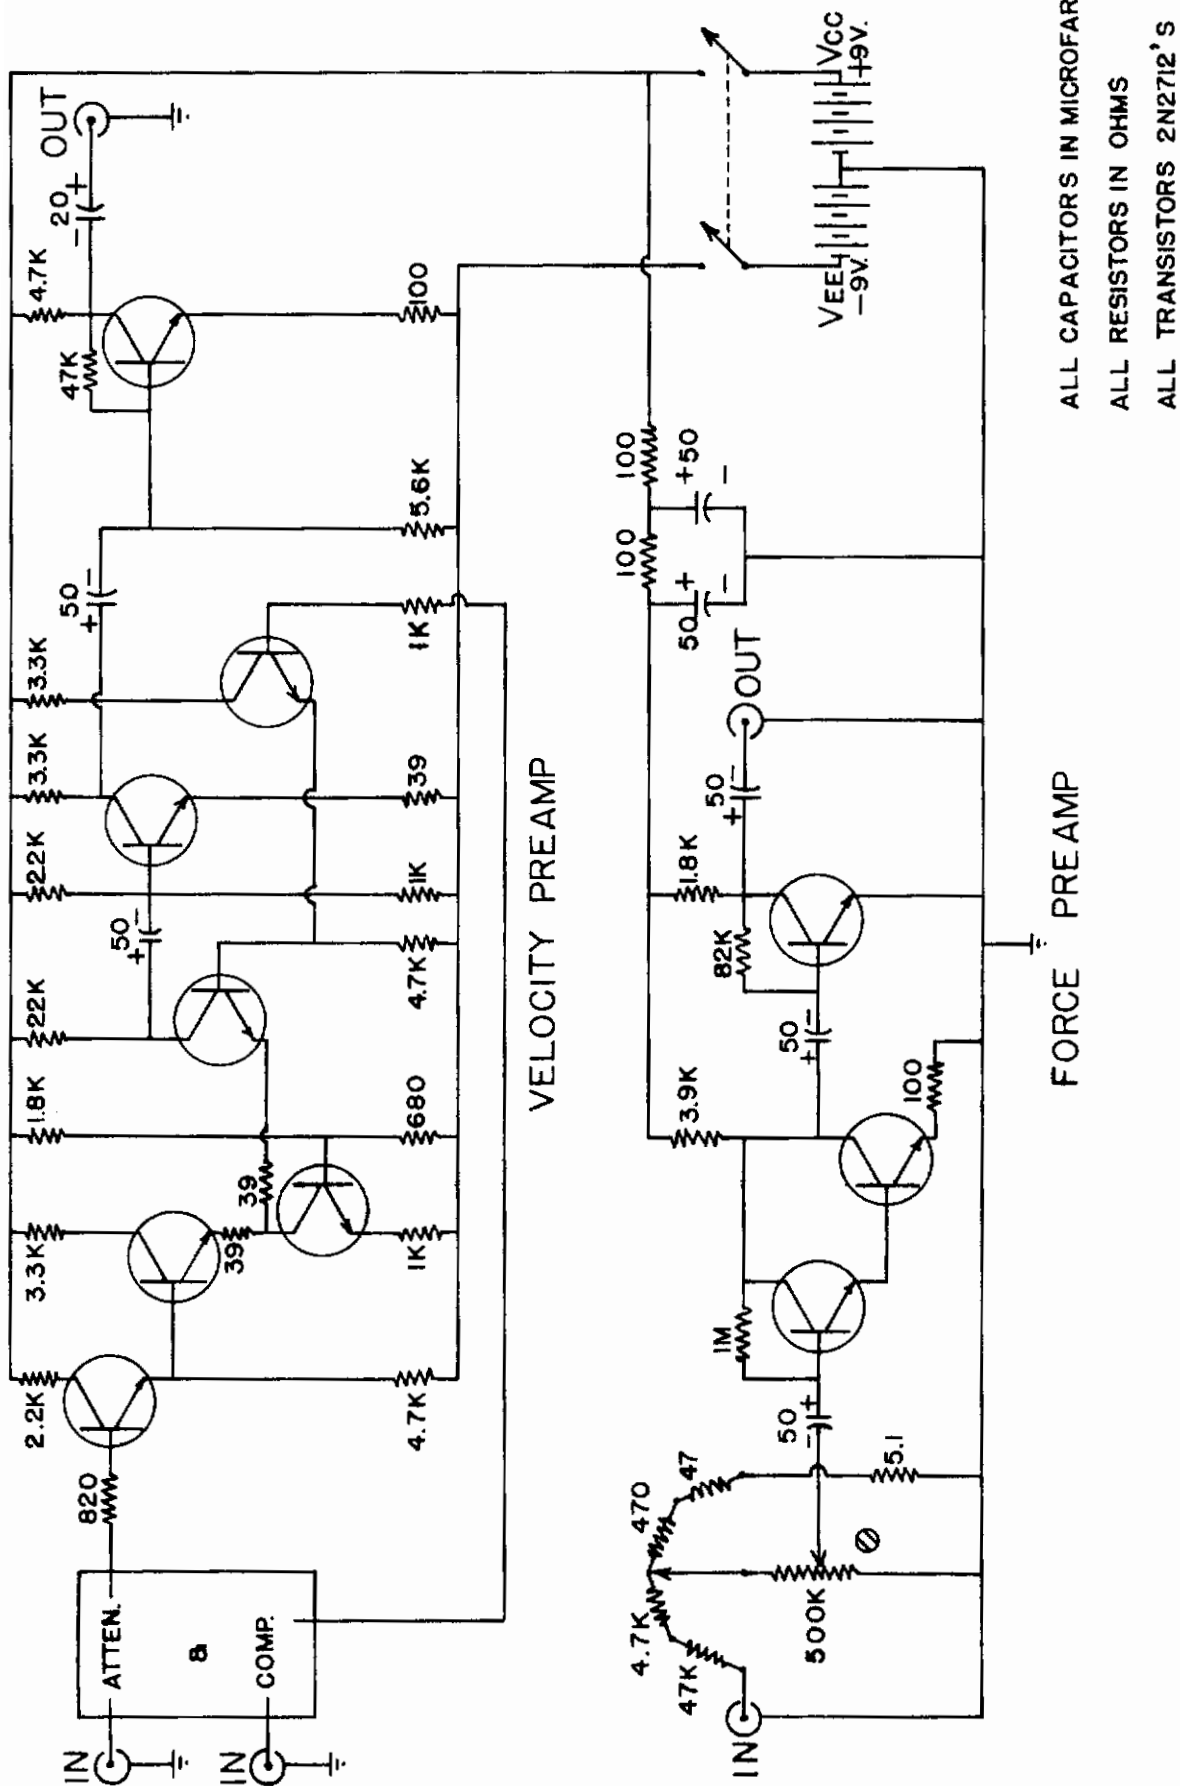 IN
ATTEN.
&
COMP.
IN
820
2.2K
3.3K
1.8K
22K
22K
3.3K
3.3K
4.7K
OUT
+ 50 -
+ 50 -
- 20 +
47K
39
39
4.7K
1K
680
4.7K
1K
39
1K
5.6K
100
VELOCITY PREAMP
IN
47K
4.7K
470
47
500K
5.1
- 50 +
1M
3.9K
100
+ 50 -
82K
1.8K
+ 50 -
OUT
50 + -
100
100
+50 -
VEE
-9V.
VCC
+9V.
FORCE PREAMP
ALL CAPACITORS IN MICROFAR
ALL RESISTORS IN OHMS
ALL TRANSISTORS 2N2712'S